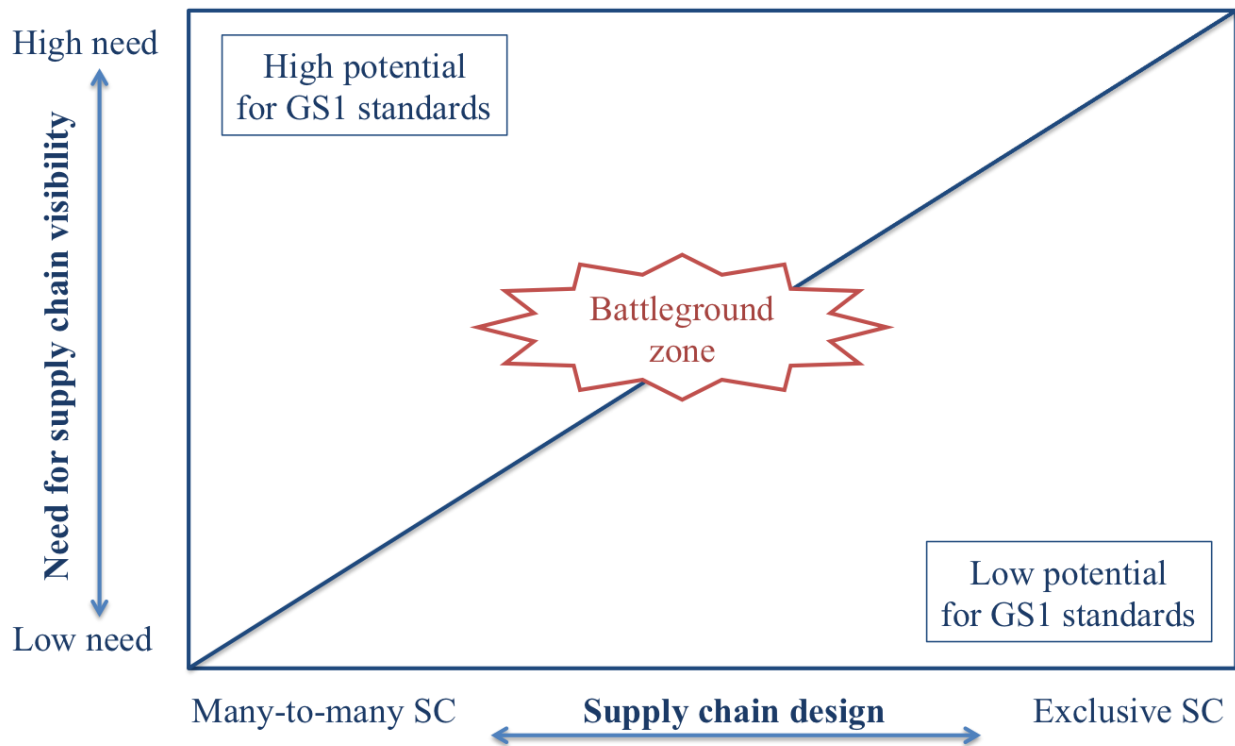 High need
High potential
for GS1 standards
Need for supply chain visibility
Battleground
zone
Low potential
for GS1 standards
Low need
Many-to-many SC
Supply chain design
Exclusive SC